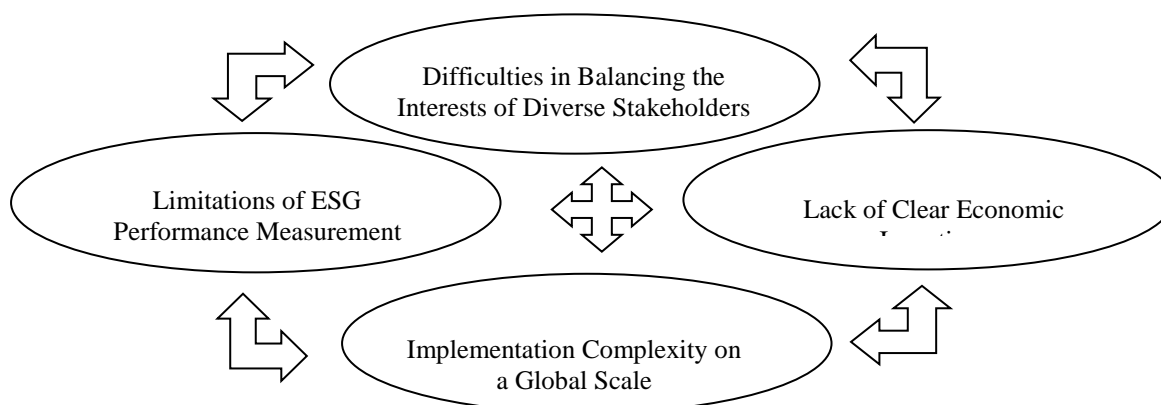 Difficulties in Balancing the
Interests of Diverse Stakeholders
Limitations of ESG
Performance Measurement
Lack of Clear Economic
Implementation Complexity on
a Global Scale